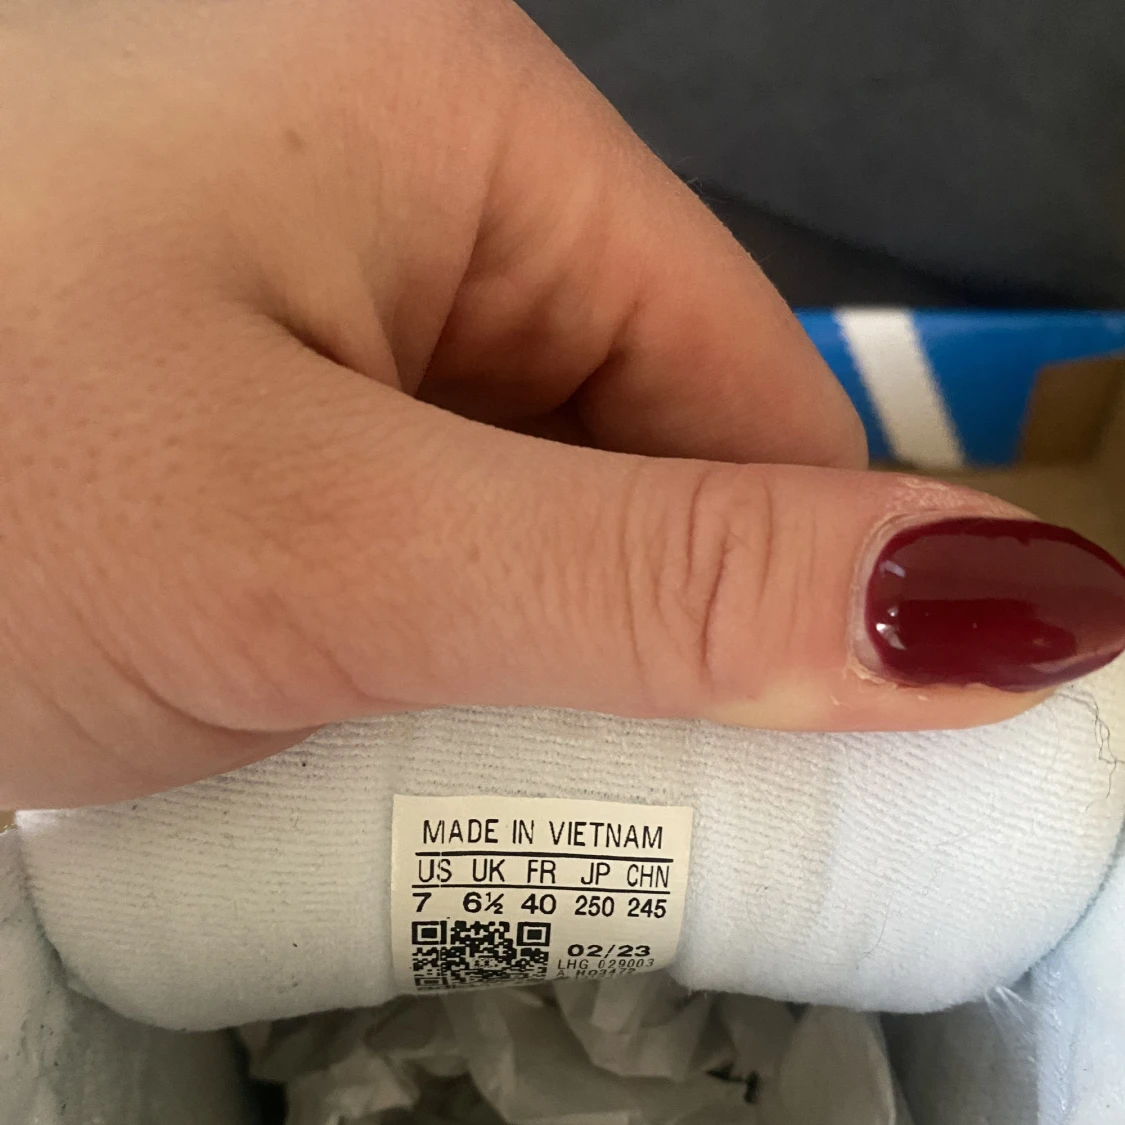 MADE IN VIETNAM
US UK FR JP CHN
7 6½ 40 250 245
02/23
LHG 029003